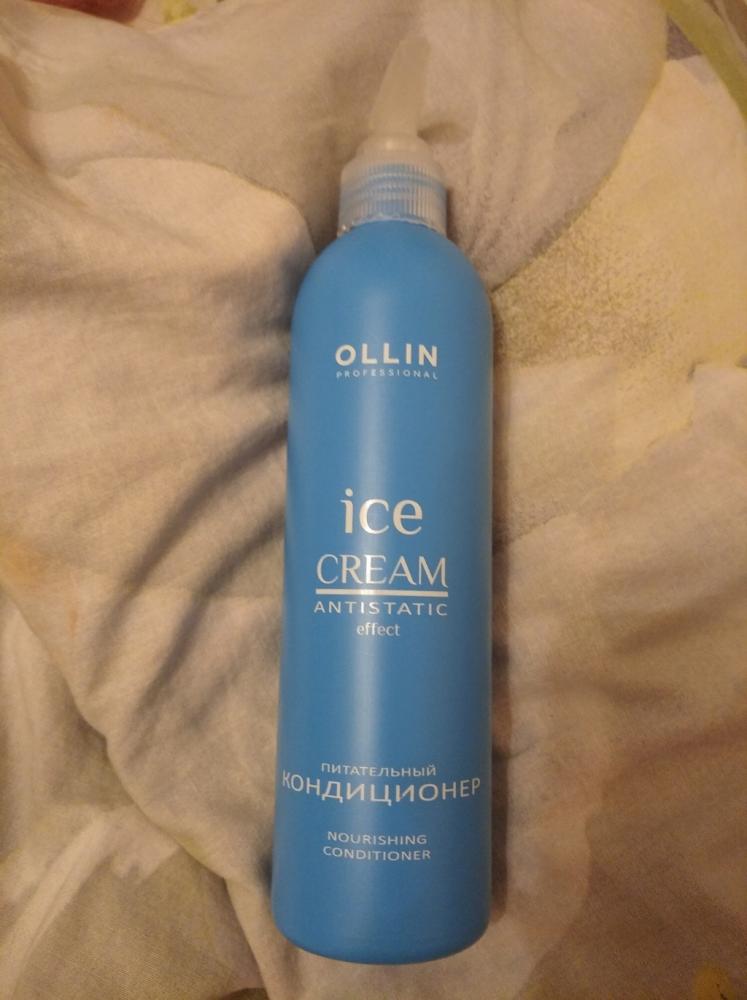 OLLIN
PROFESSIONAL
ice
CREAM
ANTISTATIC
effect
ПИТАТЕЛЬНЫЙ
КОНДИЦИОНЕР
NOURISHING
CONDITIONER